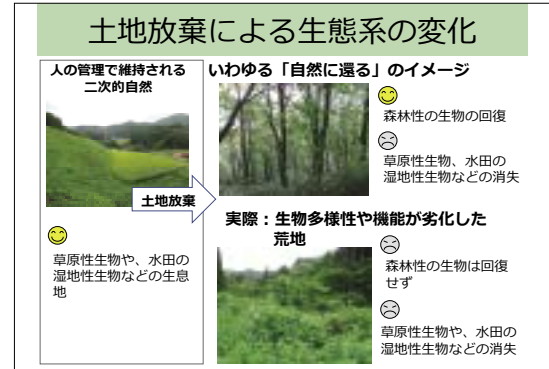 土地放棄による生態系の変化
人の管理で維持される
二次的自然
土地放棄
草原性生物や、水田の
湿地性生物などの生息
地
いわゆる「自然に還る」のイメージ
森林性の生物の回復
草原性生物、水田の
湿地性生物などの消失
実際：生物多様性や機能が劣化した
荒地
森林性の生物は回復
せず
草原性生物や、水田の
湿地性生物などの消失